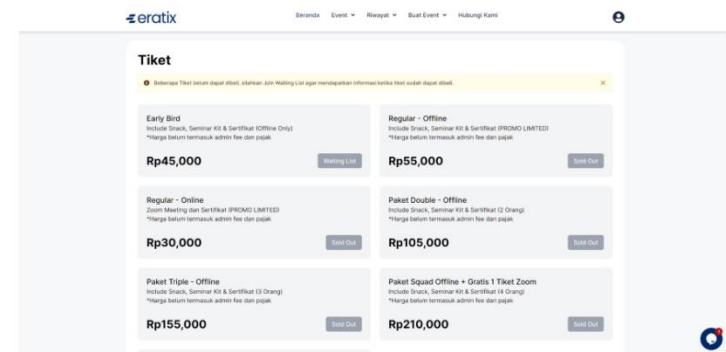 eratix
Beranda Event Riwayat Buat Event Hubungi Kami
Tiket
Beberapa Tiket belum dapat dibeli, silahkan Join Waiting List agar mendapatkan informasi ketika tiket sudah dapat dibeli.
Early Bird
Include Snack, Seminar Kit & Sertifikat (Offline Only)
*Harga belum termasuk admin fee dan pajak
Rp45,000
Waiting List
Regular - Offline
Include Snack, Seminar Kit & Sertifikat (PROMO LIMITED)
*Harga belum termasuk admin fee dan pajak
Rp55,000
Sold Out
Regular - Online
Zoom Meeting dan Sertifikat (PROMO LIMITED)
*Harga belum termasuk admin fee dan pajak
Rp30,000
Sold Out
Paket Double - Offline
Include Snack, Seminar Kit & Sertifikat (2 Orang)
*Harga belum termasuk admin fee dan pajak
Rp105,000
Sold Out
Paket Triple - Offline
Include Snack, Seminar Kit & Sertifikat (3 Orang)
*Harga belum termasuk admin fee dan pajak
Rp155,000
Sold Out
Paket Squad Offline + Gratis 1 Tiket Zoom
Include Snack, Seminar Kit & Sertifikat (4 Orang)
*Harga belum termasuk admin fee dan pajak
Rp210,000
Sold Out